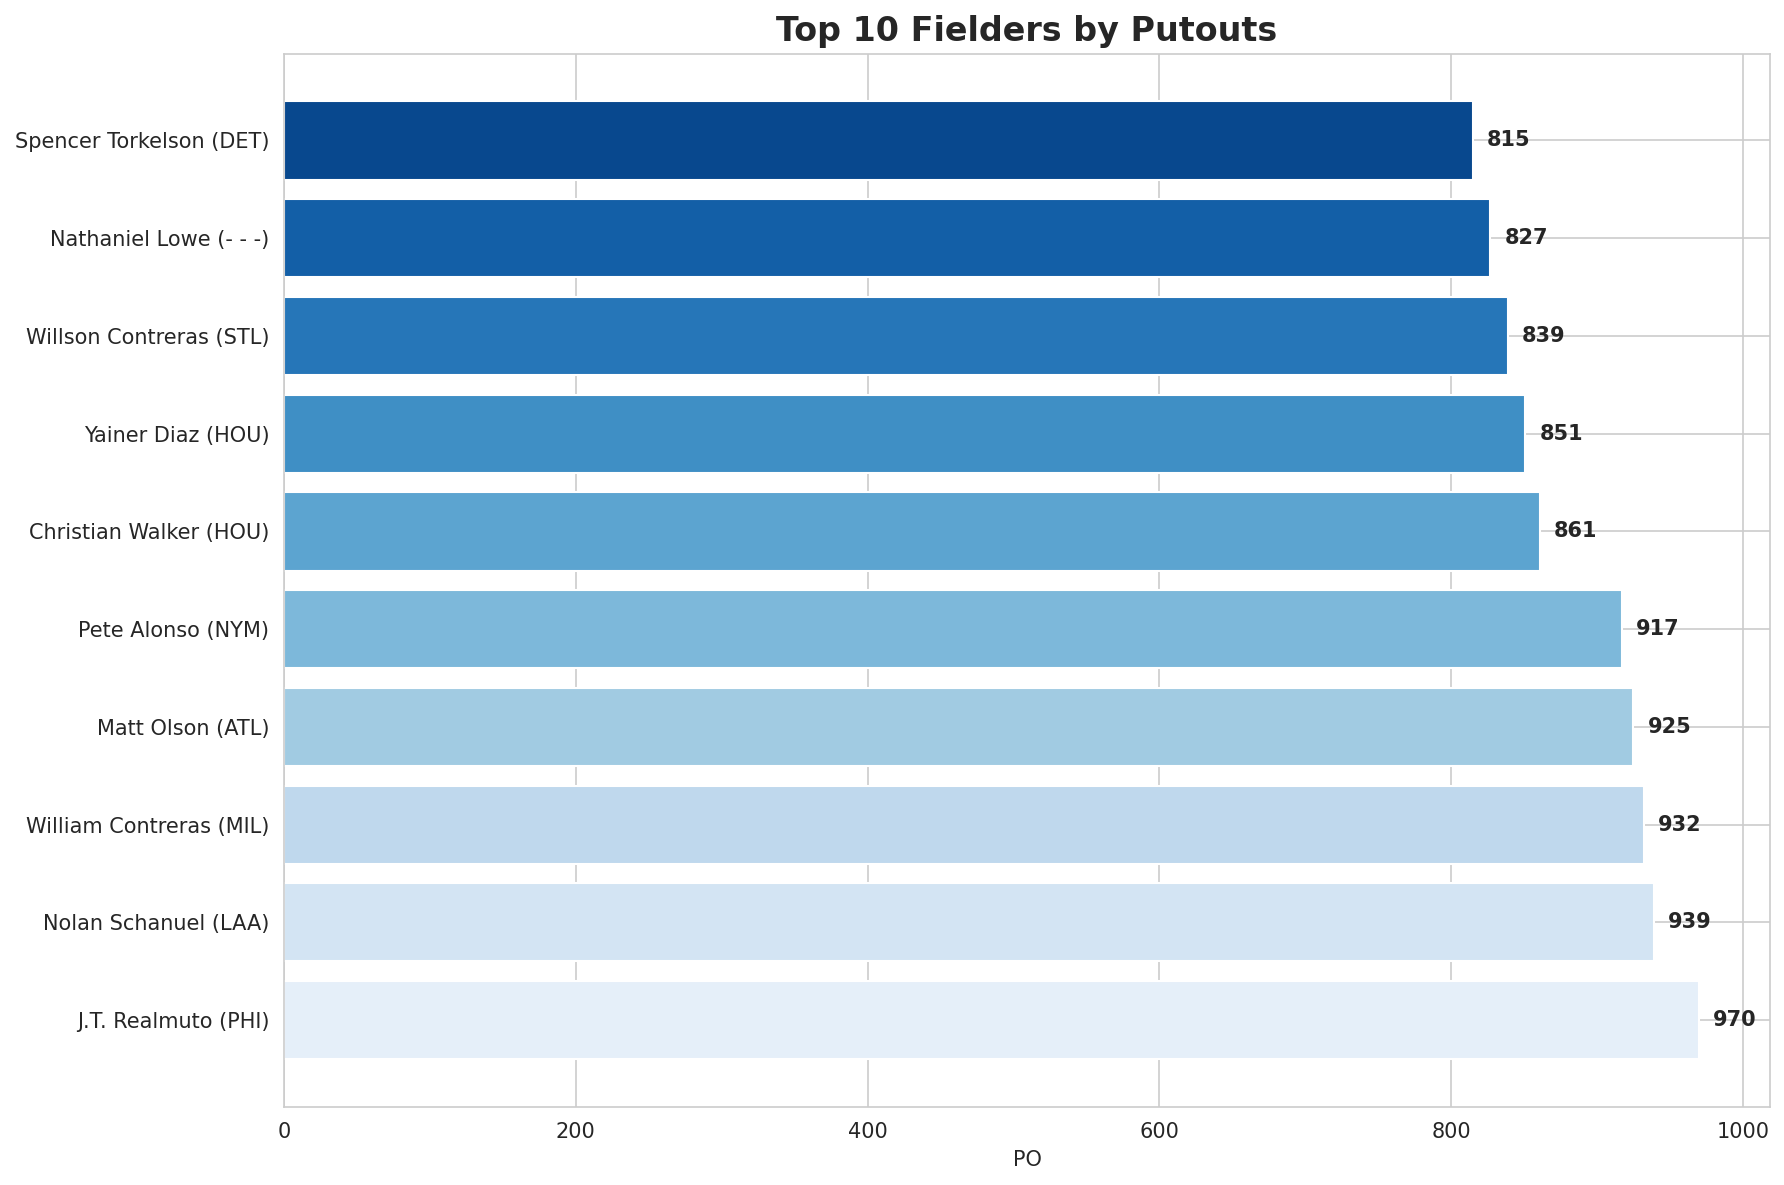 Top 10 Fielders by Putouts
Spencer Torkelson (DET) 815
Nathaniel Lowe (- - -) 827
Willson Contreras (STL) 839
Yainer Diaz (HOU) 851
Christian Walker (HOU) 861
Pete Alonso (NYM) 917
Matt Olson (ATL) 925
William Contreras (MIL) 932
Nolan Schanuel (LAA) 939
J.T. Realmuto (PHI) 970
0 200 400 600 800 1000
PO